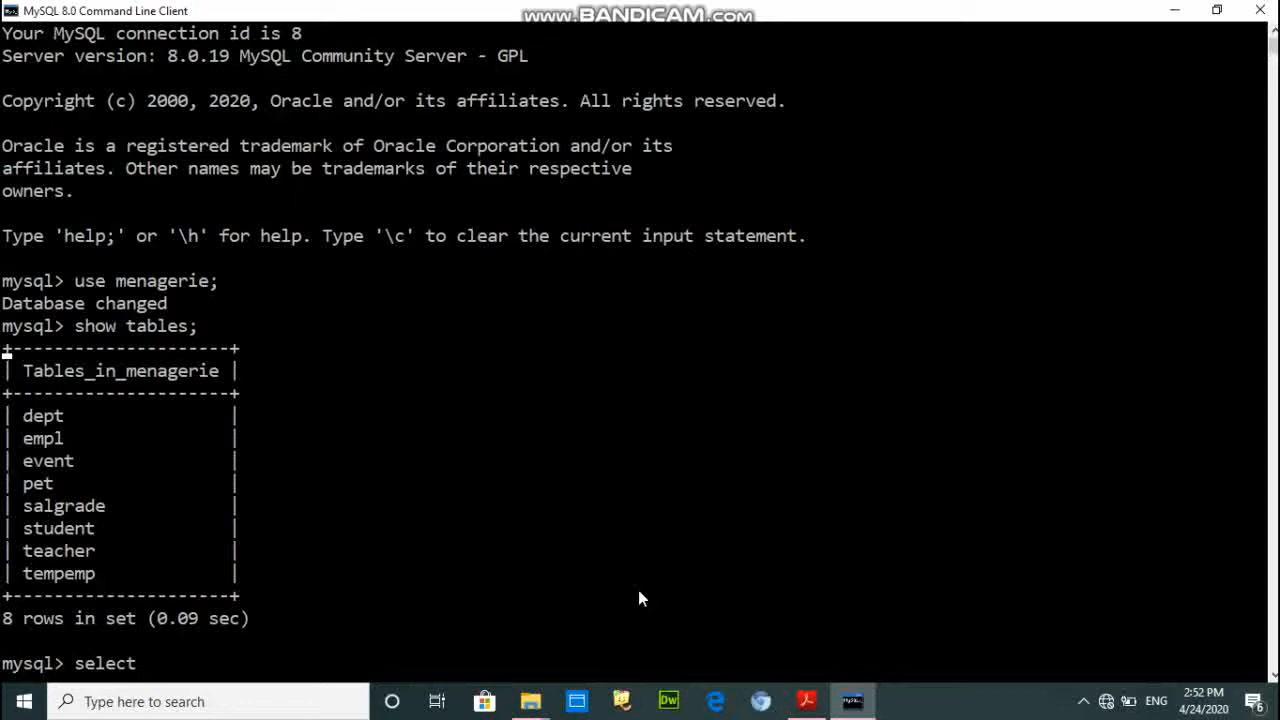 MySQL 8.0 Command Line Client
www.BANDICAM.com
Your MySQL connection id is 8
Server version: 8.0.19 MySQL Community Server - GPL
Copyright (c) 2000, 2020, Oracle and/or its affiliates. All rights reserved.
Oracle is a registered trademark of Oracle Corporation and/or its
affiliates. Other names may be trademarks of their respective
owners.
Type 'help;' or '\h' for help. Type '\c' to clear the current input statement.
mysql> use menagerie;
Database changed
mysql> show tables;
+---------------------+
| Tables_in_menagerie |
+---------------------+
| dept                |
| empl                |
| event               |
| pet                 |
| salgrade            |
| student             |
| teacher             |
| tempemp             |
+---------------------+
8 rows in set (0.09 sec)
mysql> select
Type here to search
Dw
ENG
2:52 PM
4/24/2020
6